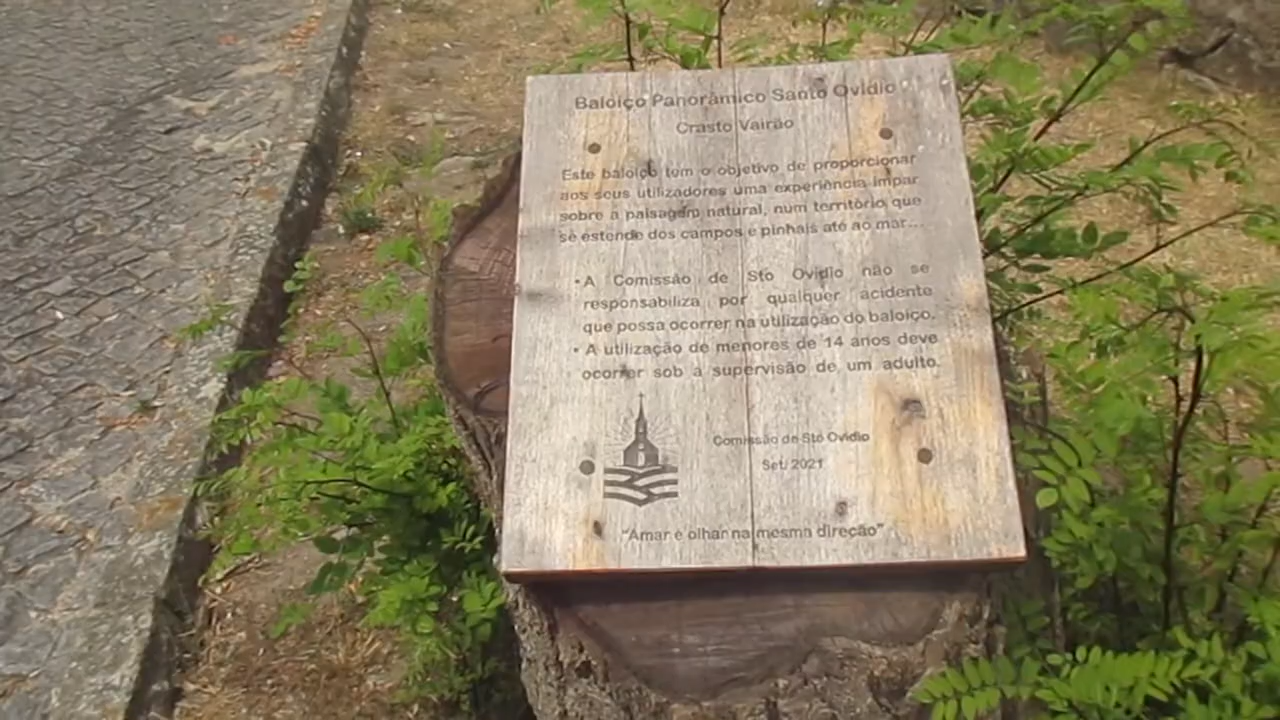 Baloiço Panorâmico Santo Ovídio
Crasto Vairão
Este baloiço tem o objetivo de proporcionar
aos seus utilizadores uma experiência ímpar
sobre a paisagem natural, num território que
se estende dos campos e pinhais até ao mar...
• A Comissão de Sto Ovídio não se
responsabiliza por qualquer acidente
que possa ocorrer na utilização do baloiço.
• A utilização de menores de 14 anos deve
ocorrer sob a supervisão de um adulto.
Comissão de Sto Ovídio
Set. 2021
"Amar é olhar na mesma direção"